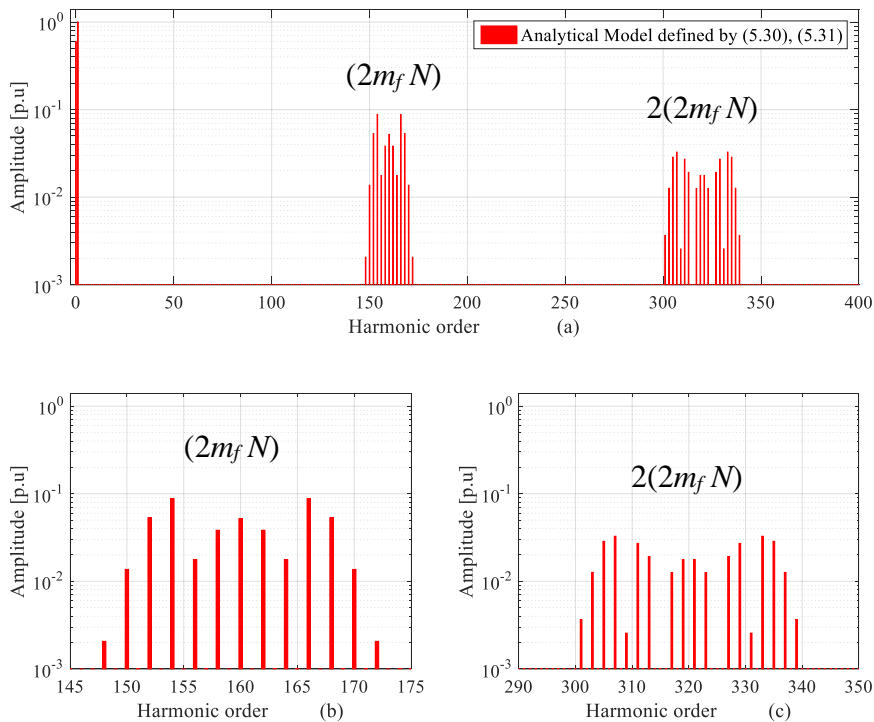 Analytical Model defined by (5.30), (5.31)
(2m_f N)
2(2m_f N)
Amplitude [p.u]
10^0
10^-1
10^-2
10^-3
0 50 100 150 200 250 300 350 400
Harmonic order (a)
(2m_f N)
Amplitude [p.u]
10^0
10^-1
10^-2
10^-3
145 150 155 160 165 170 175
Harmonic order (b)
2(2m_f N)
Amplitude [p.u]
10^0
10^-1
10^-2
10^-3
290 300 310 320 330 340 350
Harmonic order (c)